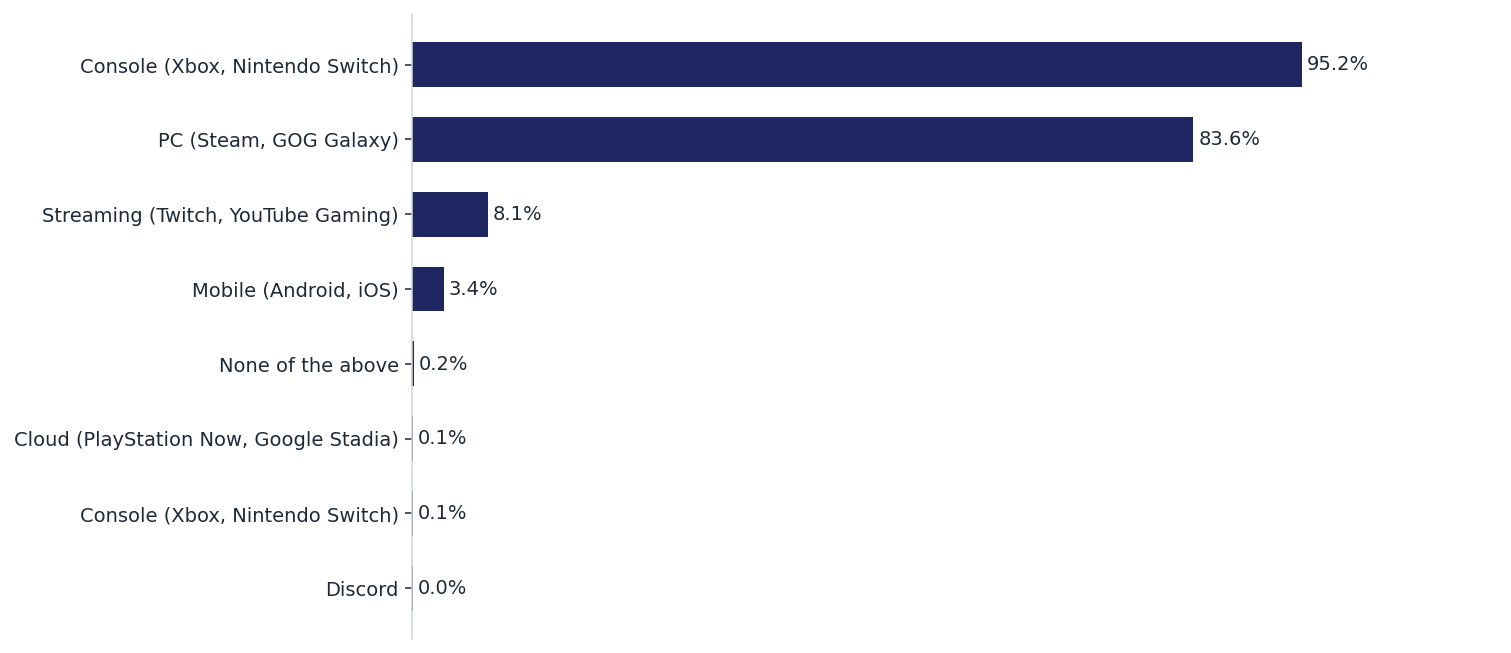 Console (Xbox, Nintendo Switch) 95.2%
PC (Steam, GOG Galaxy) 83.6%
Streaming (Twitch, YouTube Gaming) 8.1%
Mobile (Android, iOS) 3.4%
None of the above 0.2%
Cloud (PlayStation Now, Google Stadia) 0.1%
Console (Xbox, Nintendo Switch) 0.1%
Discord 0.0%